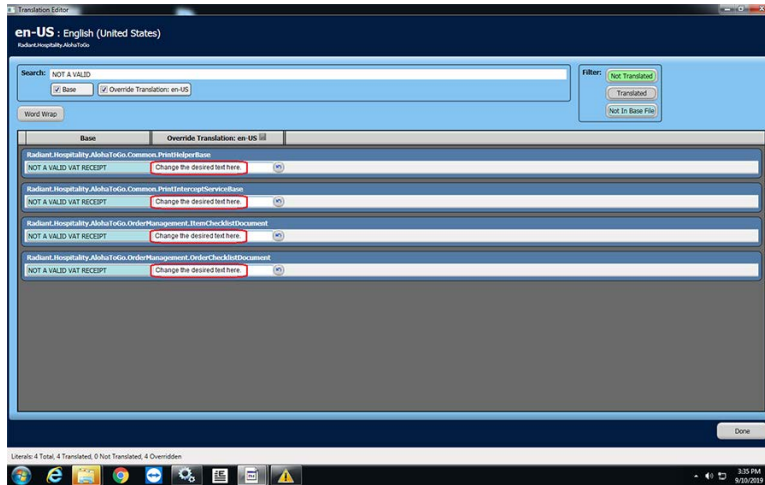 Translation Editor
en-US : English (United States)
Radiant.Hospitality.AlohaToGo
Search: NOT A VALID
Base Override Translation: en-US
Filter: Not Translated
Translated
Not In Base File
Word Wrap
Base Override Translation: en-US
Radiant.Hospitality.AlohaToGo.Common.PrintHelperBase
NOT A VALID VAT RECEIPT Change the desired text here.
Radiant.Hospitality.AlohaToGo.Common.PrintInterceptServiceBase
NOT A VALID VAT RECEIPT Change the desired text here.
Radiant.Hospitality.AlohaToGo.OrderManagement.ItemChecklistDocument
NOT A VALID VAT RECEIPT Change the desired text here.
Radiant.Hospitality.AlohaToGo.OrderManagement.OrderChecklistDocument
NOT A VALID VAT RECEIPT Change the desired text here.
Done
Literals: 4 Total, 4 Translated, 0 Not Translated, 4 Overridden
3:35 PM
9/10/2019